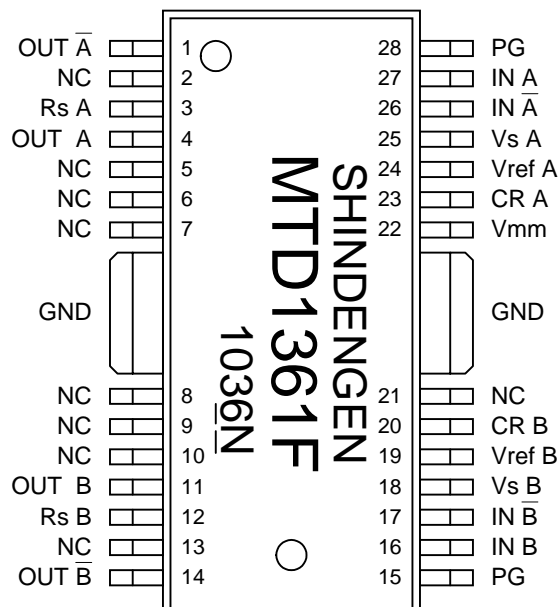 OUT A̅ 1 28 PG
NC 2 27 IN A
Rs A 3 26 IN A̅
OUT A 4 25 Vs A
NC 5 24 Vref A
NC 6 23 CR A
NC 7 22 Vmm
GND GND
NC 8 21 NC
NC 9 20 CR B
NC 10 19 Vref B
OUT B 11 18 Vs B
Rs B 12 17 IN B̅
NC 13 16 IN B
OUT B̅ 14 15 PG
SHINDENGEN
MTD1361F
1036N